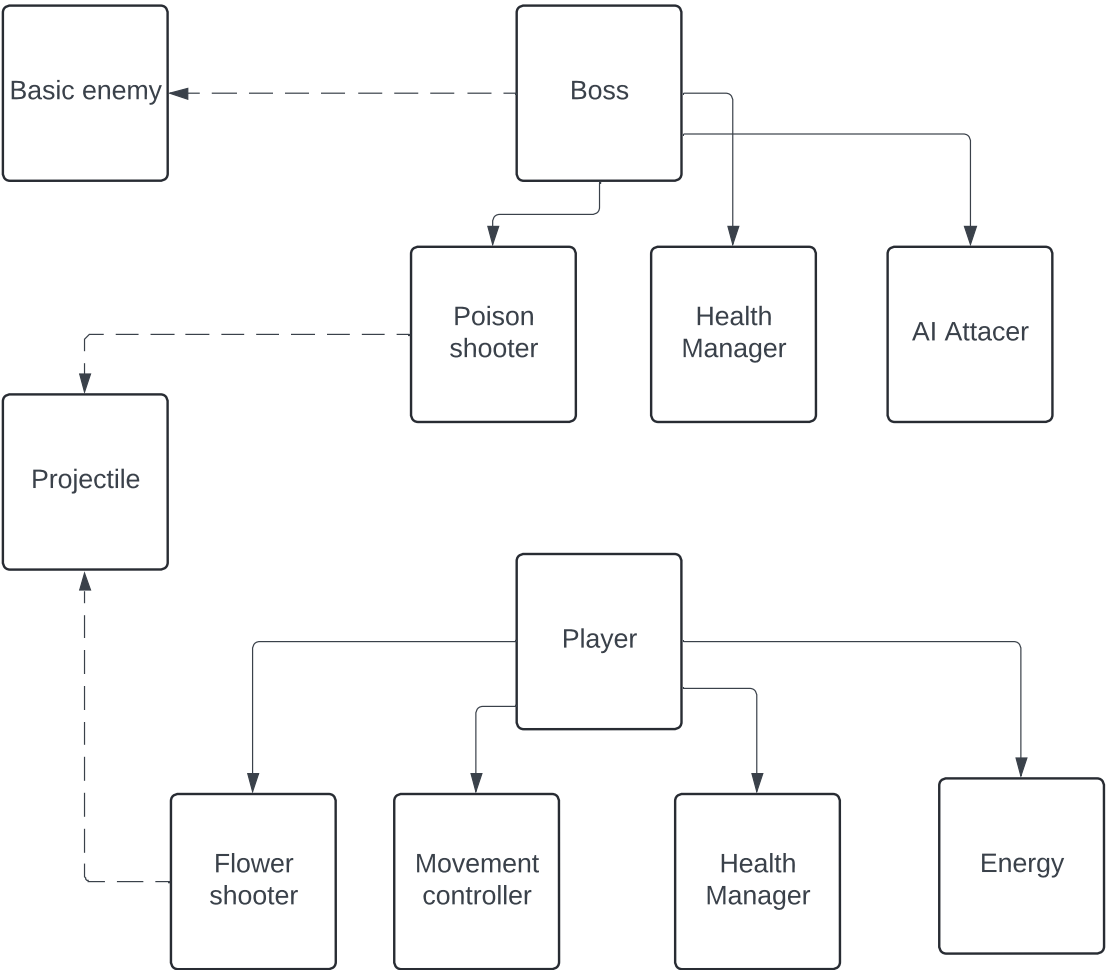 Basic enemy
Boss
Poison
shooter
Health
Manager
AI Attacer
Projectile
Player
Flower
shooter
Movement
controller
Health
Manager
Energy